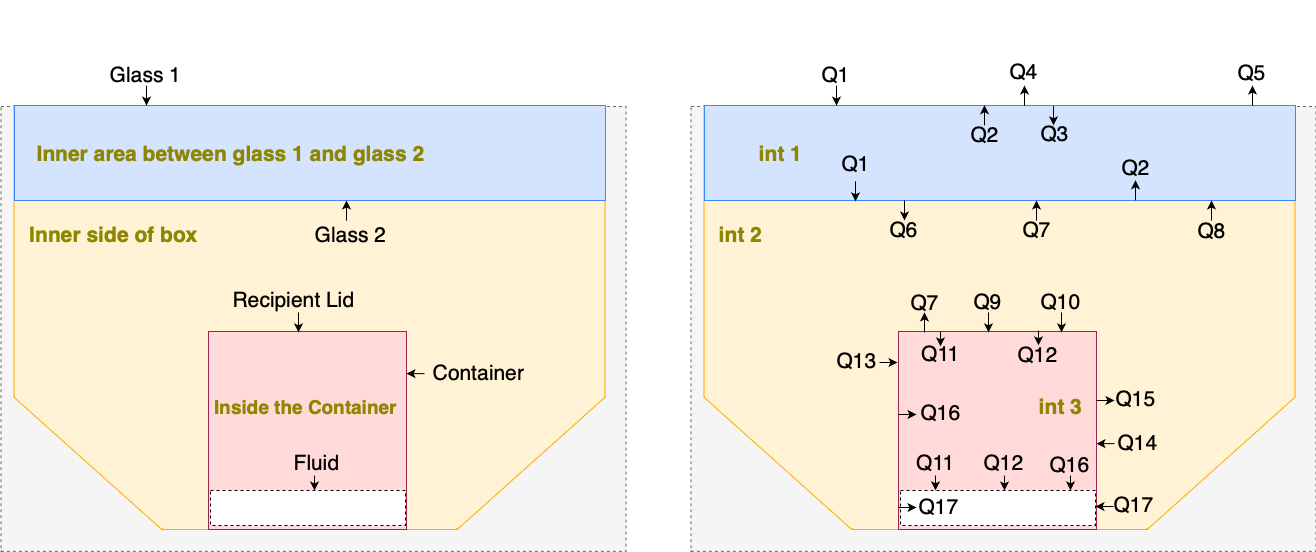 Glass 1
Inner area between glass 1 and glass 2
Glass 2
Inner side of box
Recipient Lid
Container
Inside the Container
Fluid
Q1
Q4
Q5
Q2
Q3
int 1
Q1
Q2
int 2
Q6
Q7
Q8
Q7
Q9
Q10
Q13
Q11
Q12
Q15
Q16
int 3
Q14
Q11
Q12
Q16
Q17
Q17